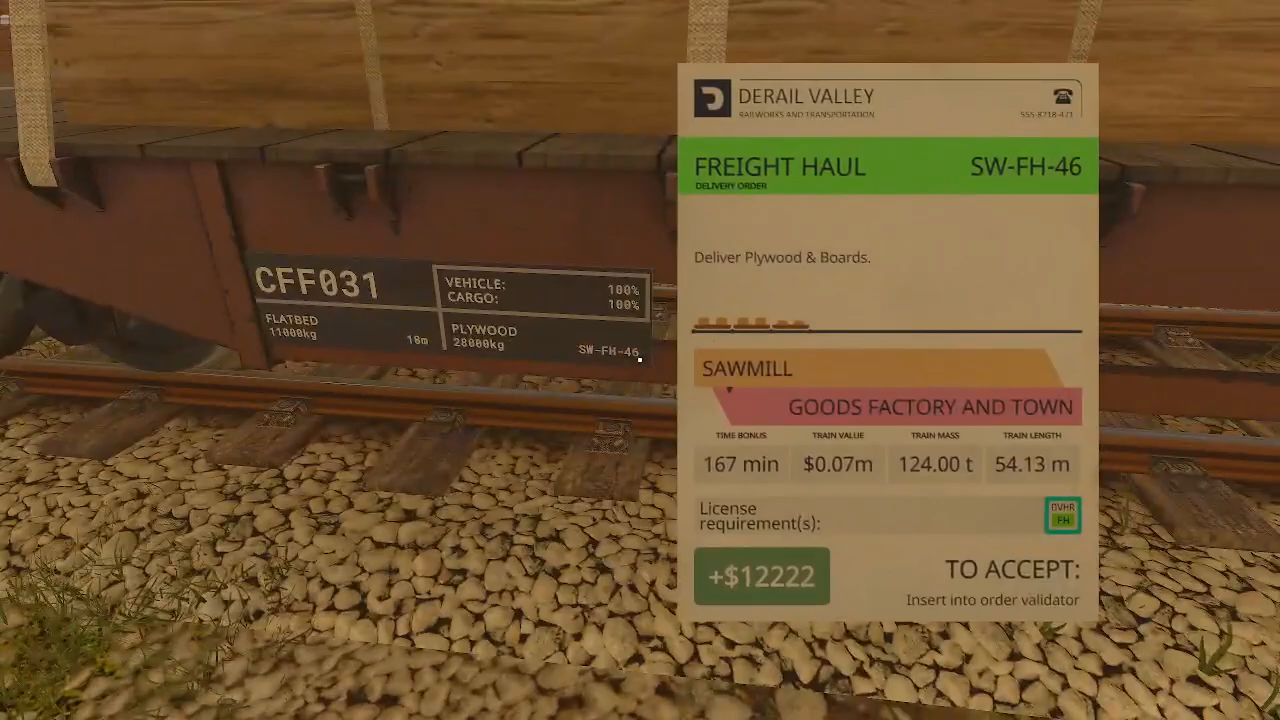 CFF031
VEHICLE: 100%
CARGO: 100%
FLATBED
11000kg
18m
PLYWOOD
28000kg
SW-FH-46
DERAIL VALLEY
RAILWORKS AND TRANSPORTATION
555-8218-471
FREIGHT HAUL
SW-FH-46
DELIVERY ORDER
Deliver Plywood & Boards.
SAWMILL
GOODS FACTORY AND TOWN
TIME BONUS TRAIN VALUE TRAIN MASS TRAIN LENGTH
167 min $0.07m 124.00 t 54.13 m
License
requirement(s):
DVHR
FH
+$12222
TO ACCEPT:
Insert into order validator